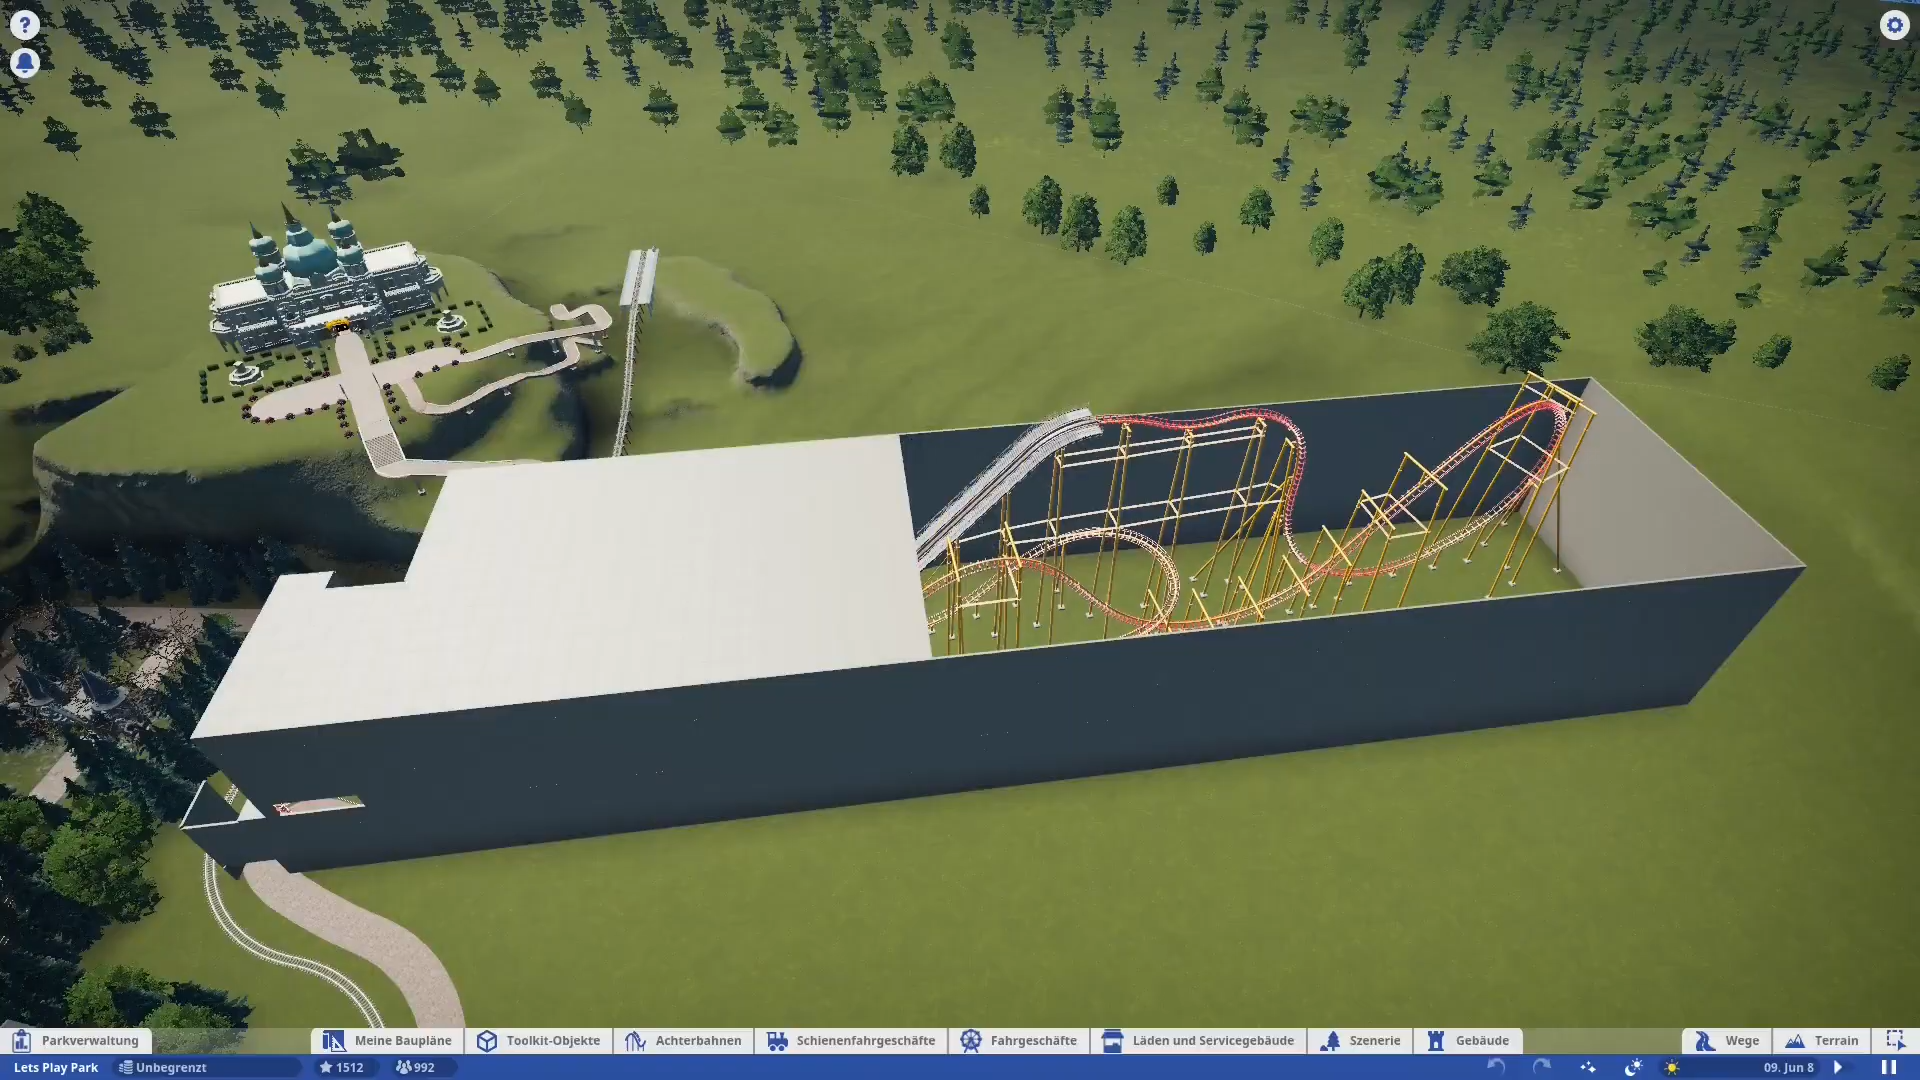 ?
Parkverwaltung
Meine Baupläne
Toolkit-Objekte
Achterbahnen
Schienenfahrgeschäfte
Fahrgeschäfte
Läden und Servicegebäude
Szenerie
Gebäude
Wege
Terrain
Lets Play Park
Unbegrenzt
1512
992
09. Jun 8